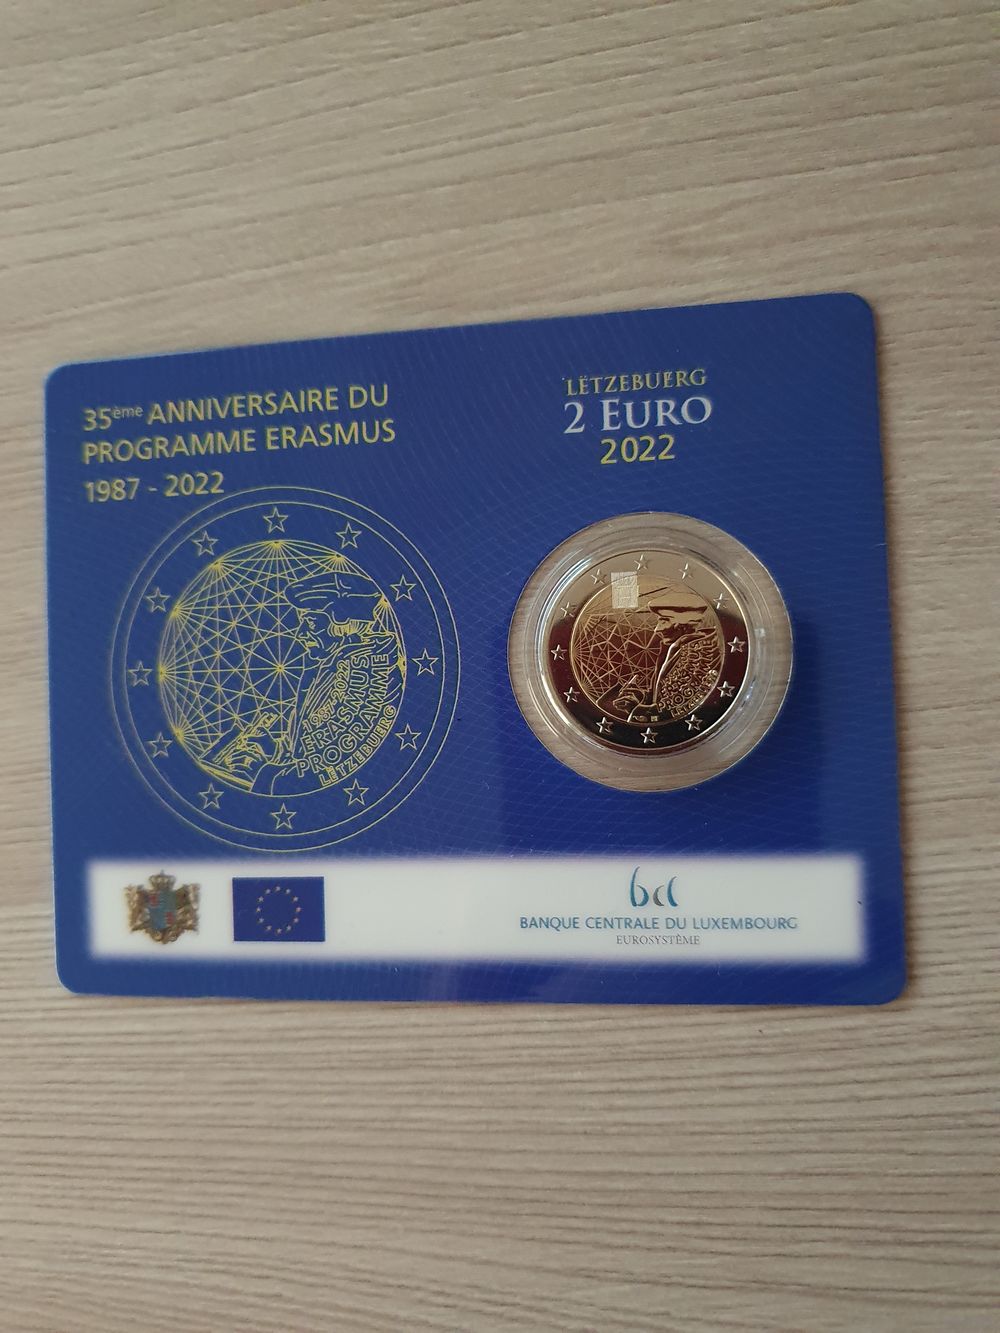 35ème ANNIVERSAIRE DU
PROGRAMME ERASMUS
1987 - 2022
LËTZEBUERG
2 EURO
2022
1987-2022
ERASMUS
PROGRAMME
LËTZEBUERG
bcl
BANQUE CENTRALE DU LUXEMBOURG
EUROSYSTÈME